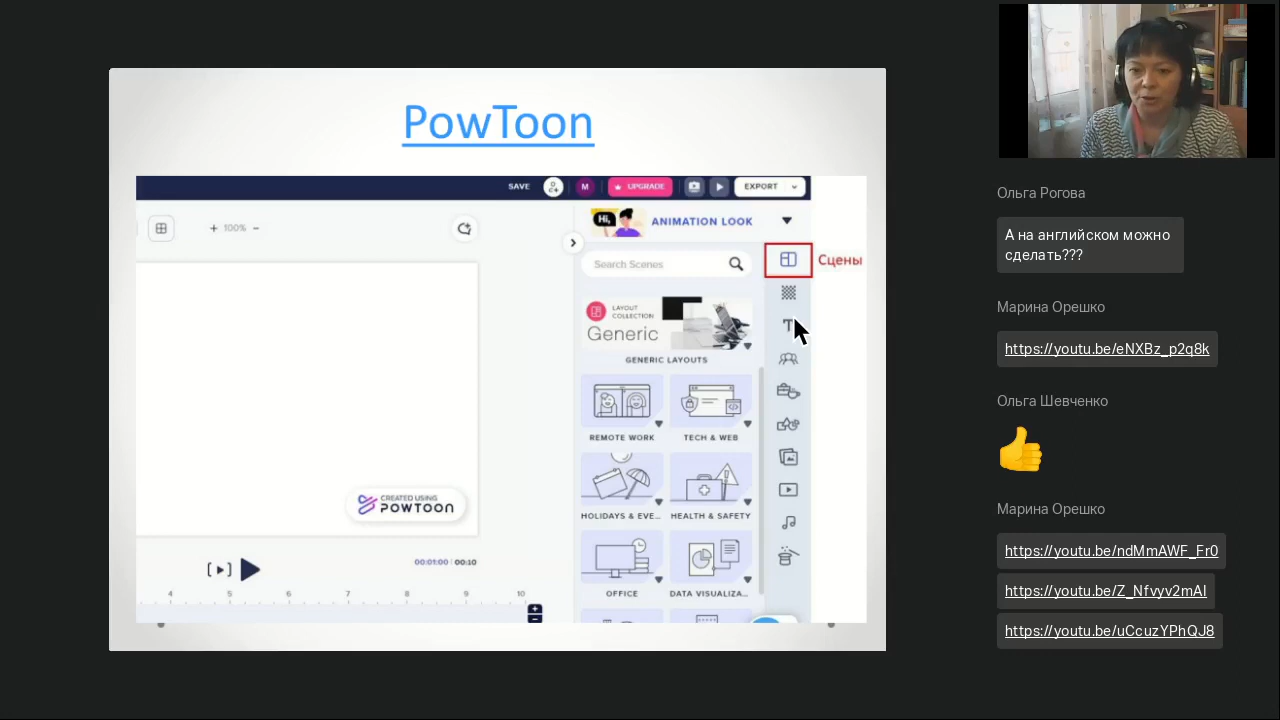 PowToon
SAVE
M
UPGRADE
EXPORT
100%
Hi,
ANIMATION LOOK
Search Scenes
Сцены
LAYOUT
COLLECTION
Generic
GENERIC LAYOUTS
REMOTE WORK
TECH & WEB
HOLIDAYS & EVE...
HEALTH & SAFETY
OFFICE
DATA VISUALIZA...
CREATED USING
POWTOON
00:01:00
00:10
4 5 6 7 8 9 10
Ольга Рогова
А на английском можно
сделать???
Марина Орешко
https://youtu.be/eNXBz_p2q8k
Ольга Шевченко
Марина Орешко
https://youtu.be/ndMmAWF_Fr0
https://youtu.be/Z_Nfvyv2mAI
https://youtu.be/uCcuzYPhQJ8